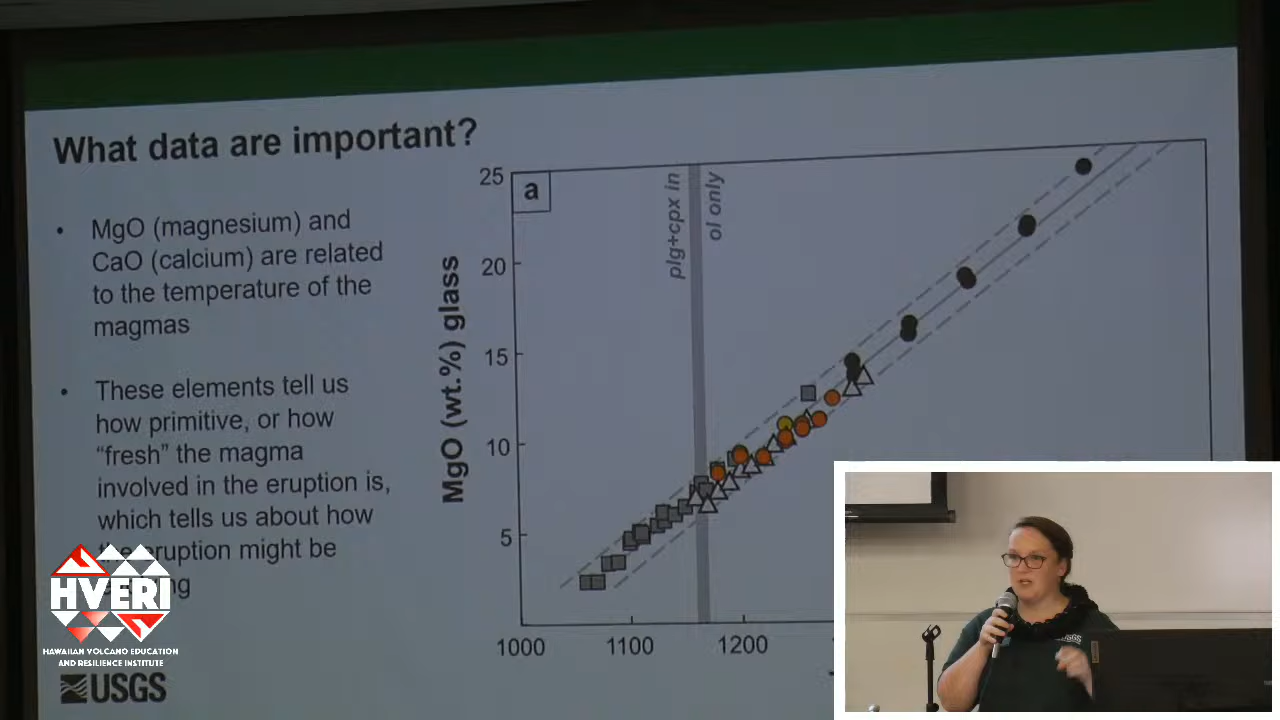 What data are important?
• MgO (magnesium) and
CaO (calcium) are related
to the temperature of the
magmas
• These elements tell us
how primitive, or how
“fresh” the magma
involved in the eruption is,
which tells us about how
the eruption might be
a
plg+cpx in
ol only
MgO (wt.%) glass
25
20
15
10
5
1000
1100
1200
HVERI
HAWAIIAN VOLCANO EDUCATION
AND RESILIENCE INSTITUTE
USGS
USGS